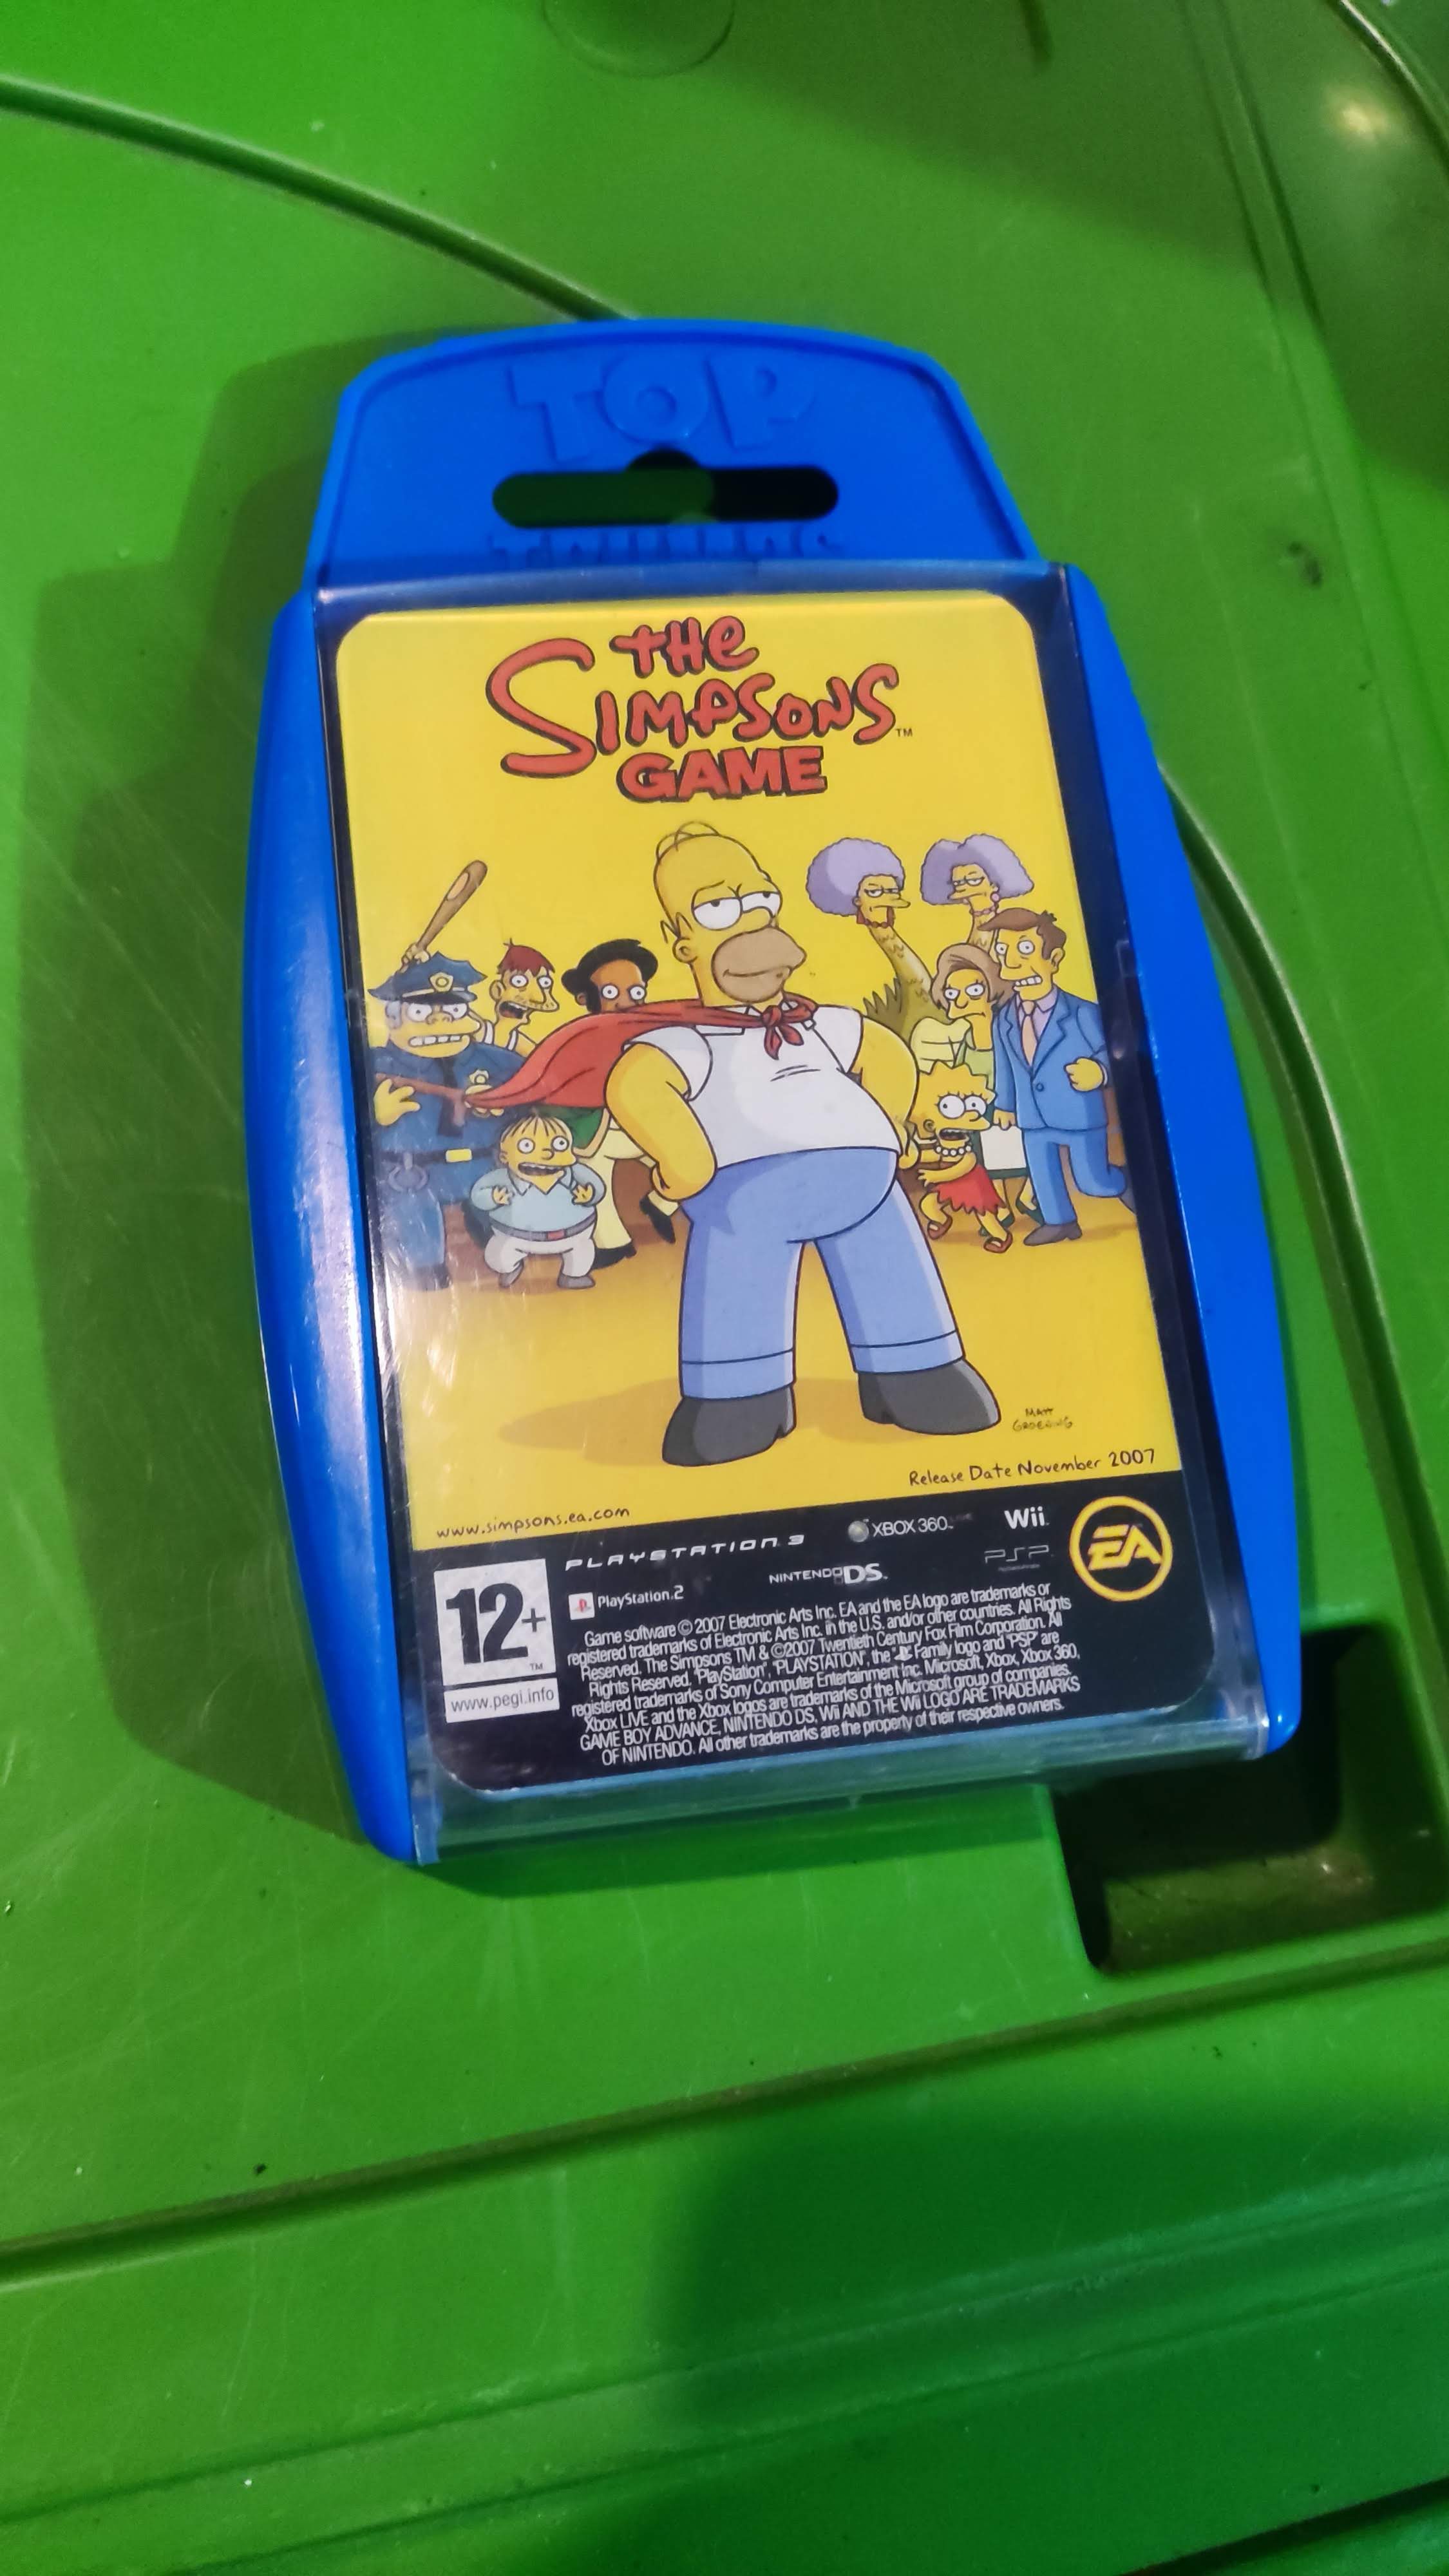 TOP
TRUMPS
THE
SIMPSONS™
GAME
MATT
GROENING
Release Date November 2007
www.simpsons.ea.com
PLAYSTATION 3
XBOX 360
Wii
EA
NINTENDO DS
PSP
PlayStation.2
12+
™
www.pegi.info
Game software © 2007 Electronic Arts Inc. EA and the EA logo are trademarks or
registered trademarks of Electronic Arts Inc. in the U.S. and/or other countries. All Rights
Reserved. The Simpsons TM & ©2007 Twentieth Century Fox Film Corporation. All
Rights Reserved. "PlayStation", "PLAYSTATION", the " " Family logo and "PSP" are
registered trademarks of Sony Computer Entertainment Inc. Microsoft, Xbox, Xbox 360,
Xbox LIVE and the Xbox logos are trademarks of the Microsoft group of companies.
GAME BOY ADVANCE, NINTENDO DS, Wii AND THE Wii LOGO ARE TRADEMARKS
OF NINTENDO. All other trademarks are the property of their respective owners.